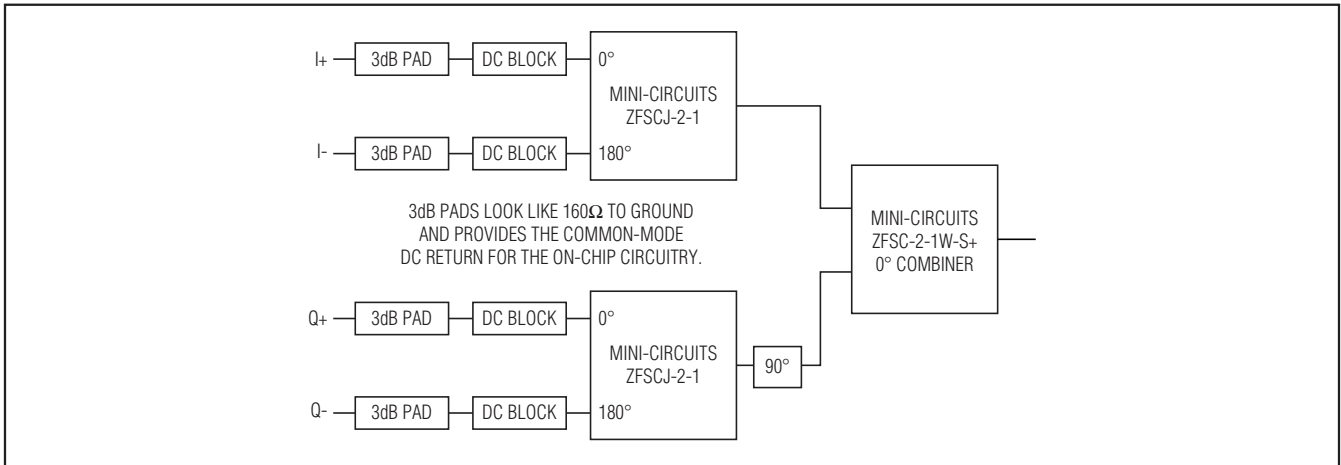 I+
3dB PAD
DC BLOCK
0°
MINI-CIRCUITS
ZFSCJ-2-1
I-
3dB PAD
DC BLOCK
180°
3dB PADS LOOK LIKE 160Ω TO GROUND
AND PROVIDES THE COMMON-MODE
DC RETURN FOR THE ON-CHIP CIRCUITRY.
MINI-CIRCUITS
ZFSC-2-1W-S+
0° COMBINER
Q+
3dB PAD
DC BLOCK
0°
MINI-CIRCUITS
ZFSCJ-2-1
90°
Q-
3dB PAD
DC BLOCK
180°